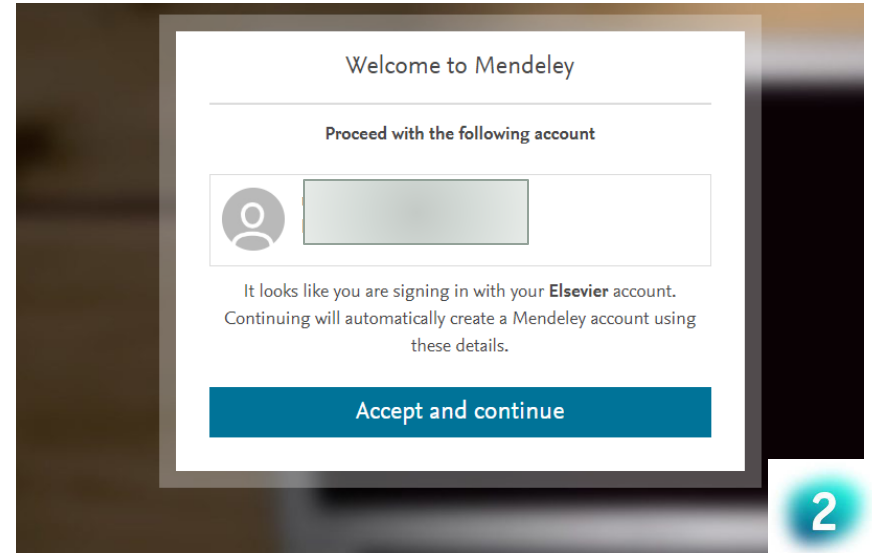 Welcome to Mendeley
Proceed with the following account
It looks like you are signing in with your Elsevier account.
Continuing will automatically create a Mendeley account using
these details.
Accept and continue
2